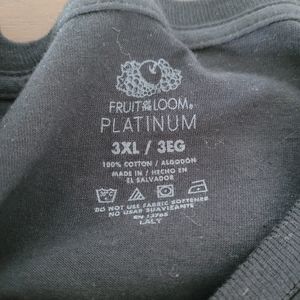 FRUIT OF THE LOOM®
PLATINUM
3XL / 3EG
100% COTTON / ALGODÓN
MADE IN / HECHO EN
EL SALVADOR
DO NOT USE FABRIC SOFTENER
NO USAR SUAVIZANTE